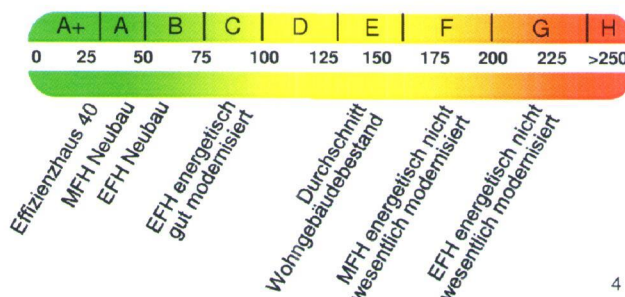 A+ A B C D E F G H
0 25 50 75 100 125 150 175 200 225 >250
Effizienzhaus 40
MFH Neubau
EFH Neubau
EFH energetisch
gut modernisiert
Durchschnitt
Wohngebäudebestand
MFH energetisch nicht
wesentlich modernisiert
EFH energetisch nicht
wesentlich modernisiert
4